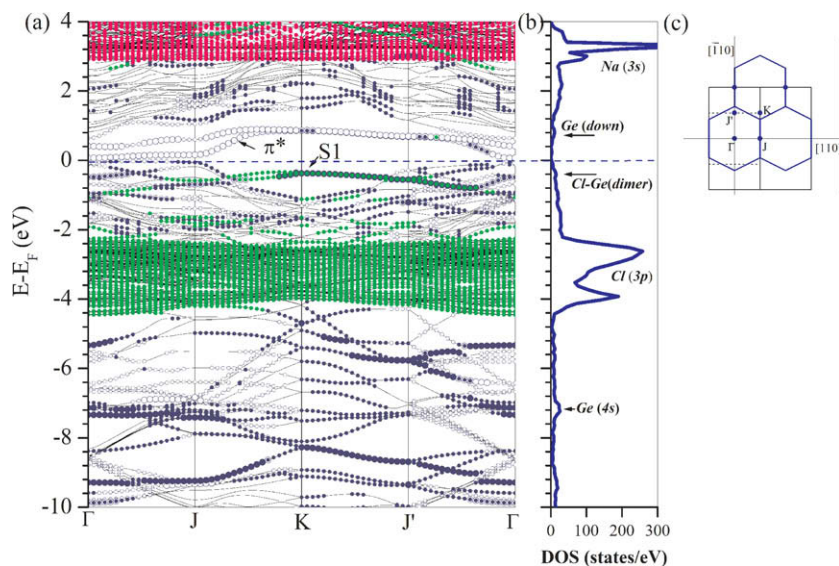 (a)
(b)
(c)
4
2
0
-2
-4
-6
-8
-10
E-E_F (eV)
π*
S1
Γ
J
K
J'
Γ
Na (3s)
Ge (down)
Cl-Ge(dimer)
Cl (3p)
Ge (4s)
0 100 200 300
DOS (states/eV)
[1̄10]
J'
K
Γ
J
[110]